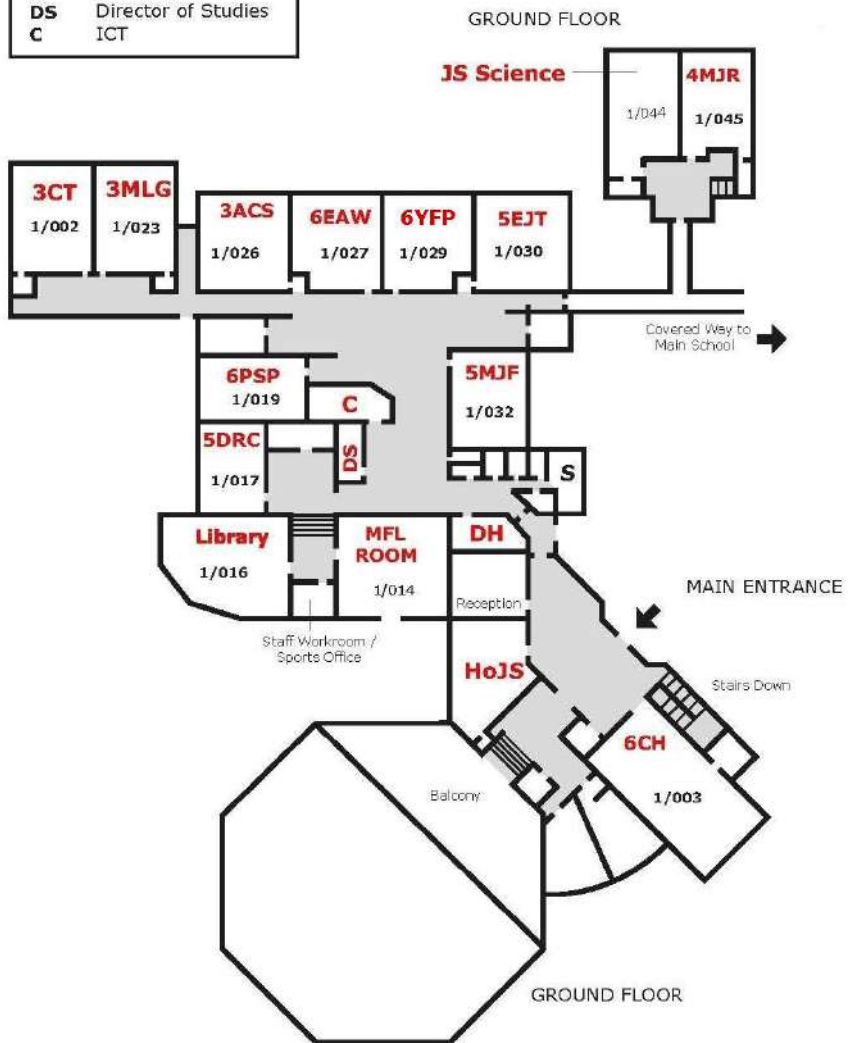 DS Director of Studies
C ICT
GROUND FLOOR
JS Science
1/044
4MJR
1/045
3CT
1/002
3MLG
1/023
3ACS
1/026
6EAW
1/027
6YFP
1/029
5EJT
1/030
Covered Way to
Main School
6PSP
1/019
C
5MJF
1/032
5DRC
1/017
DS
S
Library
1/016
MFL
ROOM
1/014
DH
Reception
MAIN ENTRANCE
Staff Workroom /
Sports Office
HoJS
Stairs Down
6CH
1/003
Balcony
GROUND FLOOR